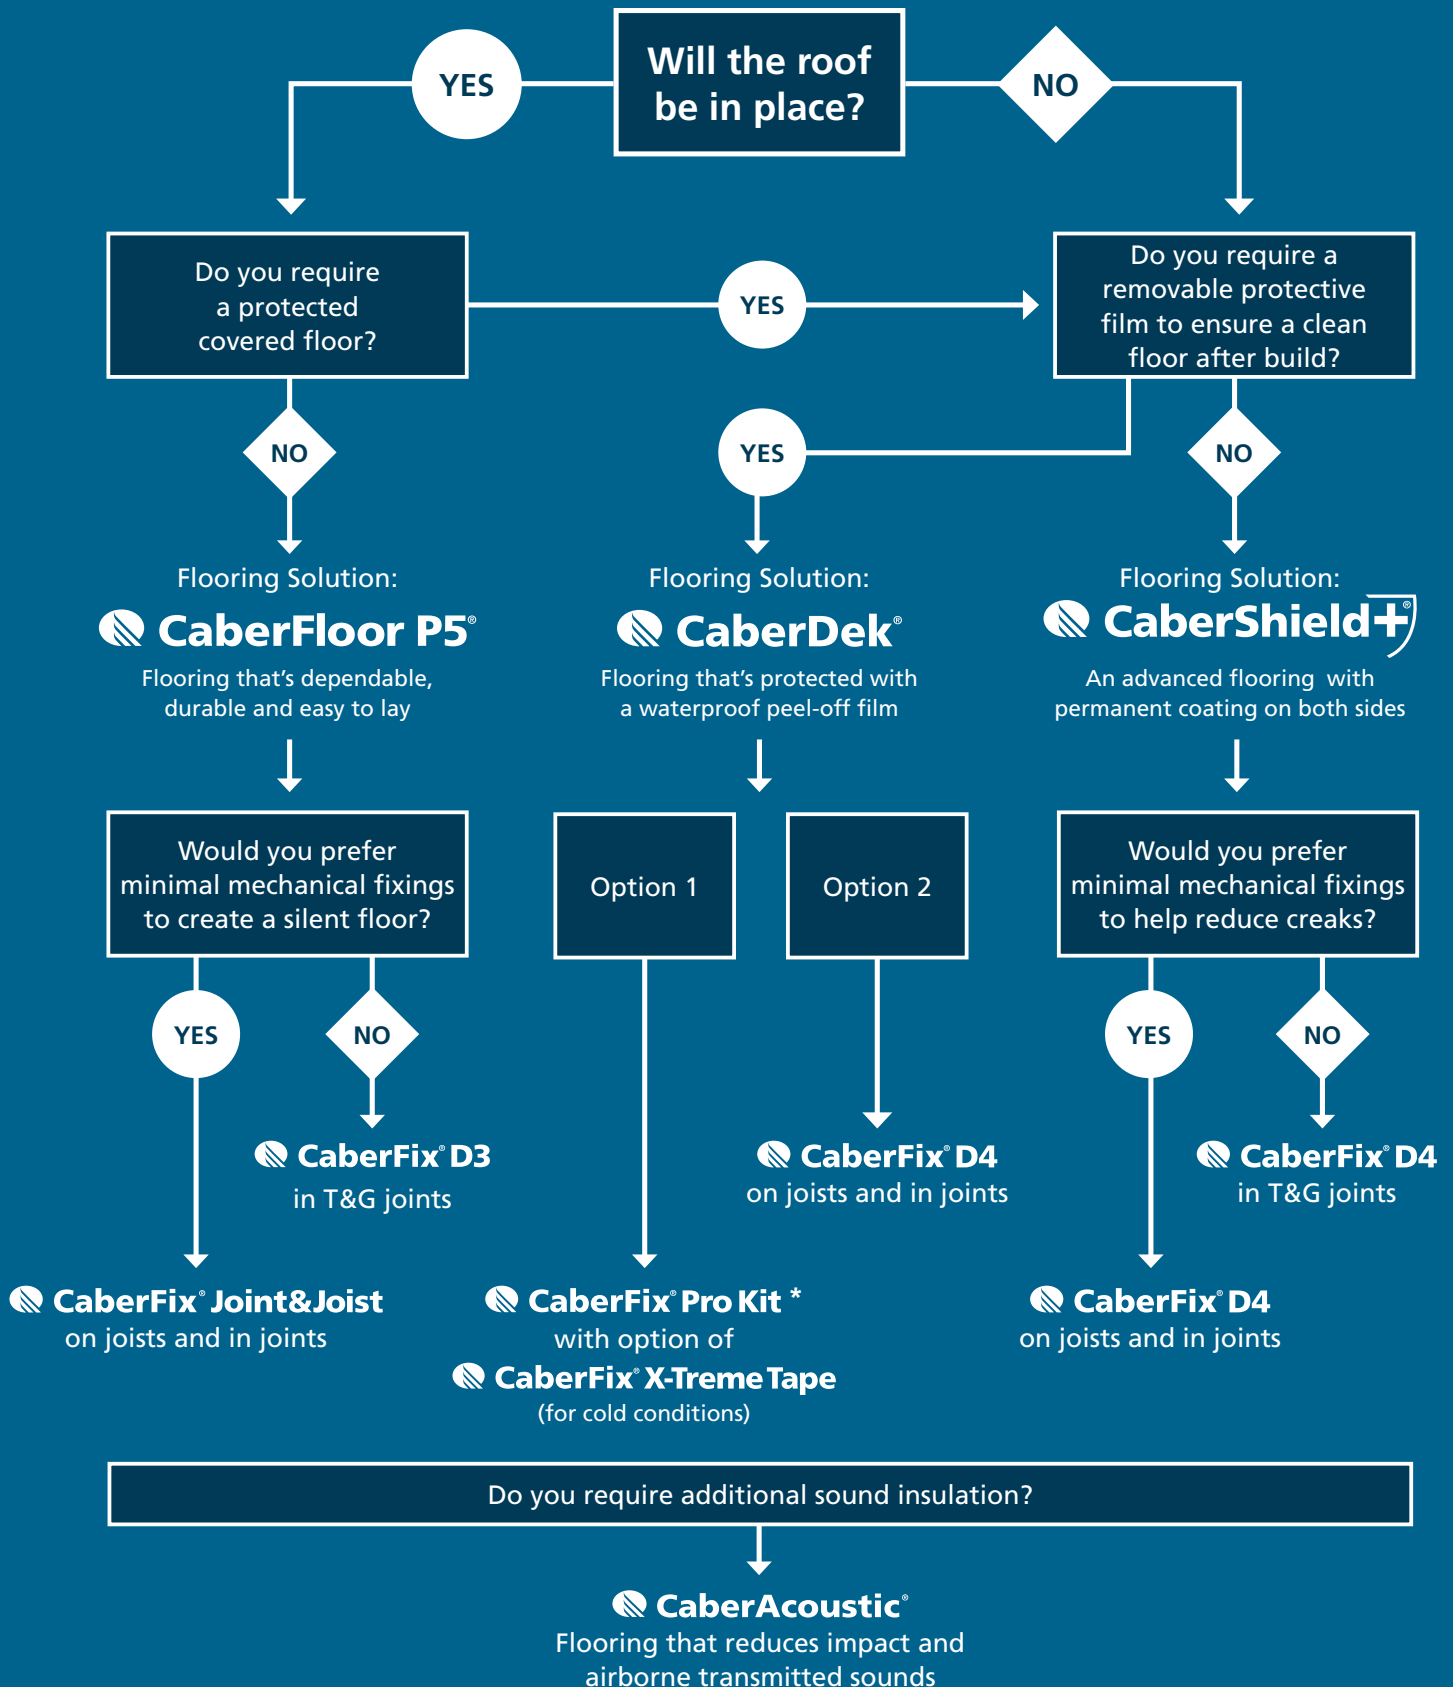 Will the roof
be in place?
YES
NO
Do you require
a protected
covered floor?
YES
Do you require a
removable protective
film to ensure a clean
floor after build?
NO
YES
NO
Flooring Solution:
CaberFloor P5®
Flooring that's dependable,
durable and easy to lay
Flooring Solution:
CaberDek®
Flooring that's protected with
a waterproof peel-off film
Flooring Solution:
CaberShield+®
An advanced flooring with
permanent coating on both sides
Would you prefer
minimal mechanical fixings
to create a silent floor?
Option 1
Option 2
Would you prefer
minimal mechanical fixings
to help reduce creaks?
YES
NO
YES
NO
CaberFix® D3
in T&G joints
CaberFix® D4
on joists and in joints
CaberFix® D4
in T&G joints
CaberFix® Joint&Joist
on joists and in joints
CaberFix® Pro Kit *
with option of
CaberFix® X-Treme Tape
(for cold conditions)
CaberFix® D4
on joists and in joints
Do you require additional sound insulation?
CaberAcoustic®
Flooring that reduces impact and
airborne transmitted sounds